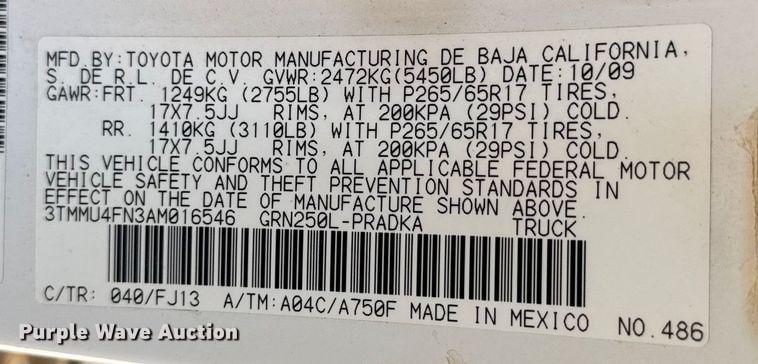 MFD.BY:TOYOTA MOTOR MANUFACTURING DE BAJA CALIFORNIA,
S. DE R.L. DE C.V. GVWR:2472KG(5450LB) DATE:10/09
GAWR:FRT. 1249KG (2755LB) WITH P265/65R17 TIRES,
17X7.5JJ RIMS, AT 200KPA (29PSI) COLD.
RR. 1410KG (3110LB) WITH P265/65R17 TIRES,
17X7.5JJ RIMS, AT 200KPA (29PSI) COLD.
THIS VEHICLE CONFORMS TO ALL APPLICABLE FEDERAL MOTOR
VEHICLE SAFETY AND THEFT PREVENTION STANDARDS IN
EFFECT ON THE DATE OF MANUFACTURE SHOWN ABOVE.
3TMMU4FN3AM016546 GRN250L-PRADKA TRUCK
C/TR: 040/FJ13 A/TM:A04C/A750F MADE IN MEXICO NO.486
Purple Wave Auction